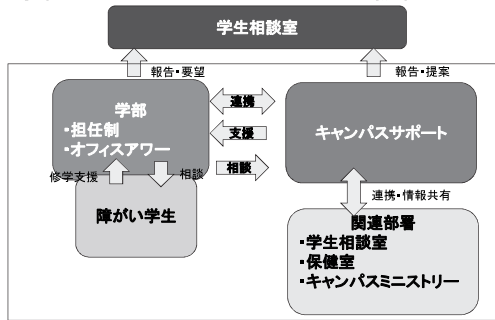 学生相談室
報告・要望
報告・提案
学部
・担任制
・オフィスアワー
連携
支援
相談
キャンパスサポート
修学支援
相談
障がい学生
連携・情報共有
関連部署
・学生相談室
・保健室
・キャンパスミニストリー